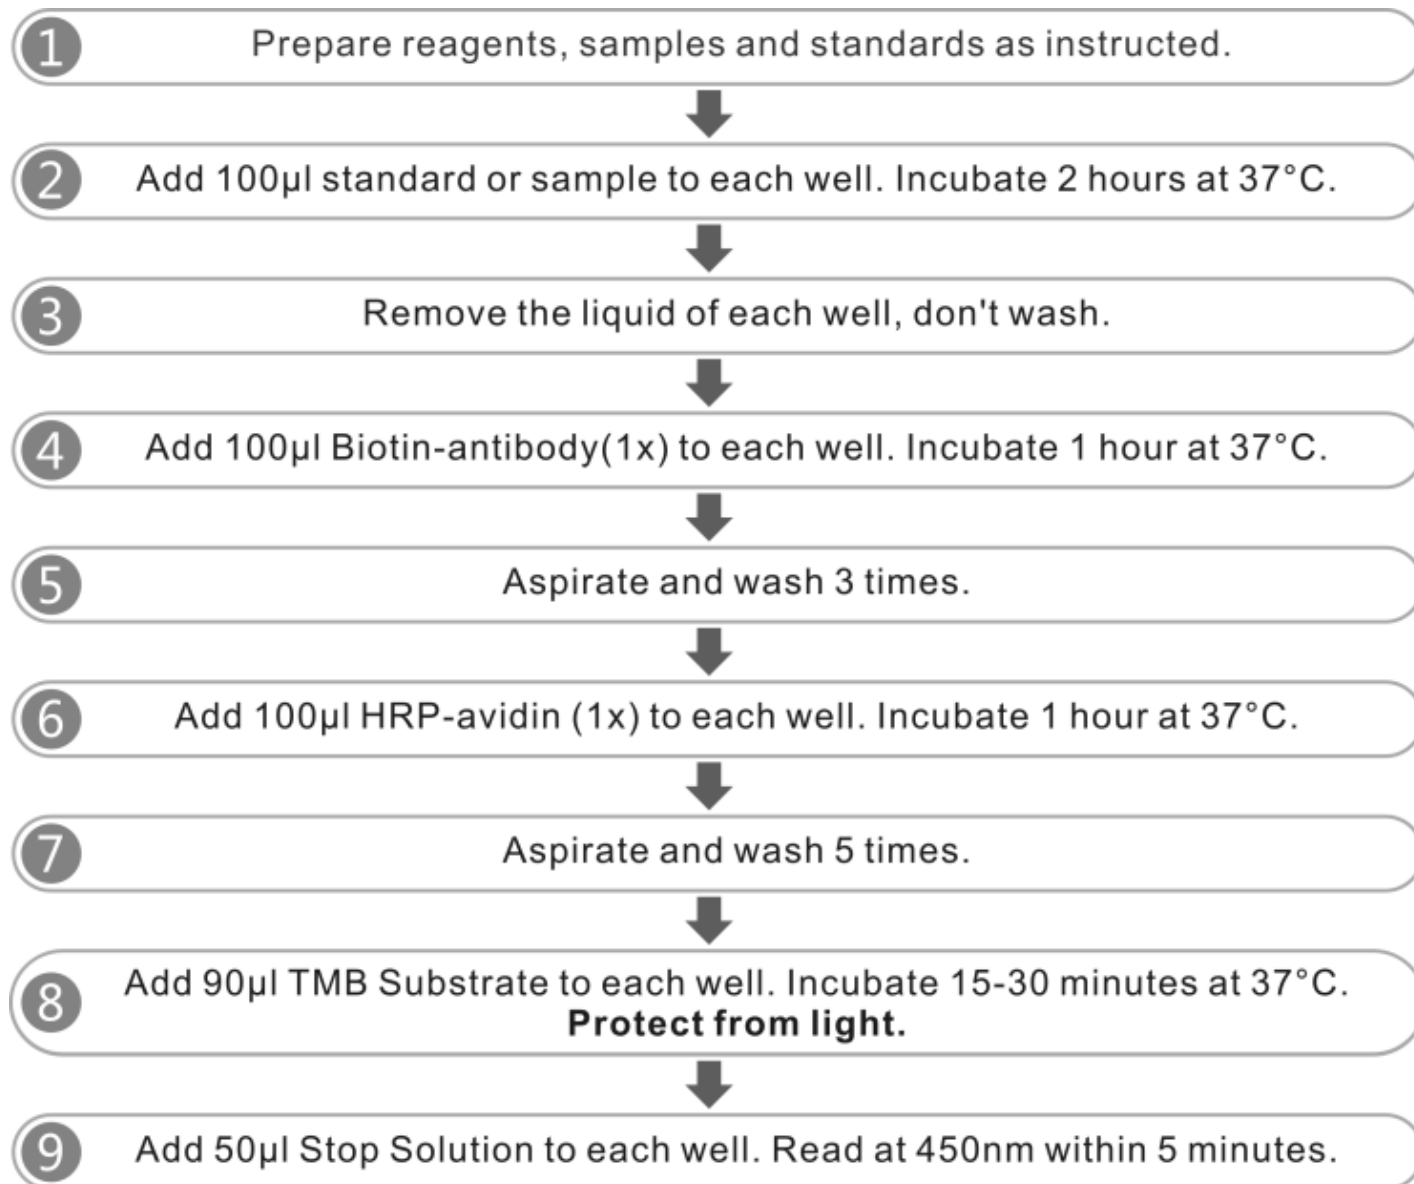 1 Prepare reagents, samples and standards as instructed.
2 Add 100µl standard or sample to each well. Incubate 2 hours at 37°C.
3 Remove the liquid of each well, don't wash.
4 Add 100µl Biotin-antibody(1x) to each well. Incubate 1 hour at 37°C.
5 Aspirate and wash 3 times.
6 Add 100µl HRP-avidin (1x) to each well. Incubate 1 hour at 37°C.
7 Aspirate and wash 5 times.
8 Add 90µl TMB Substrate to each well. Incubate 15-30 minutes at 37°C.
Protect from light.
9 Add 50µl Stop Solution to each well. Read at 450nm within 5 minutes.